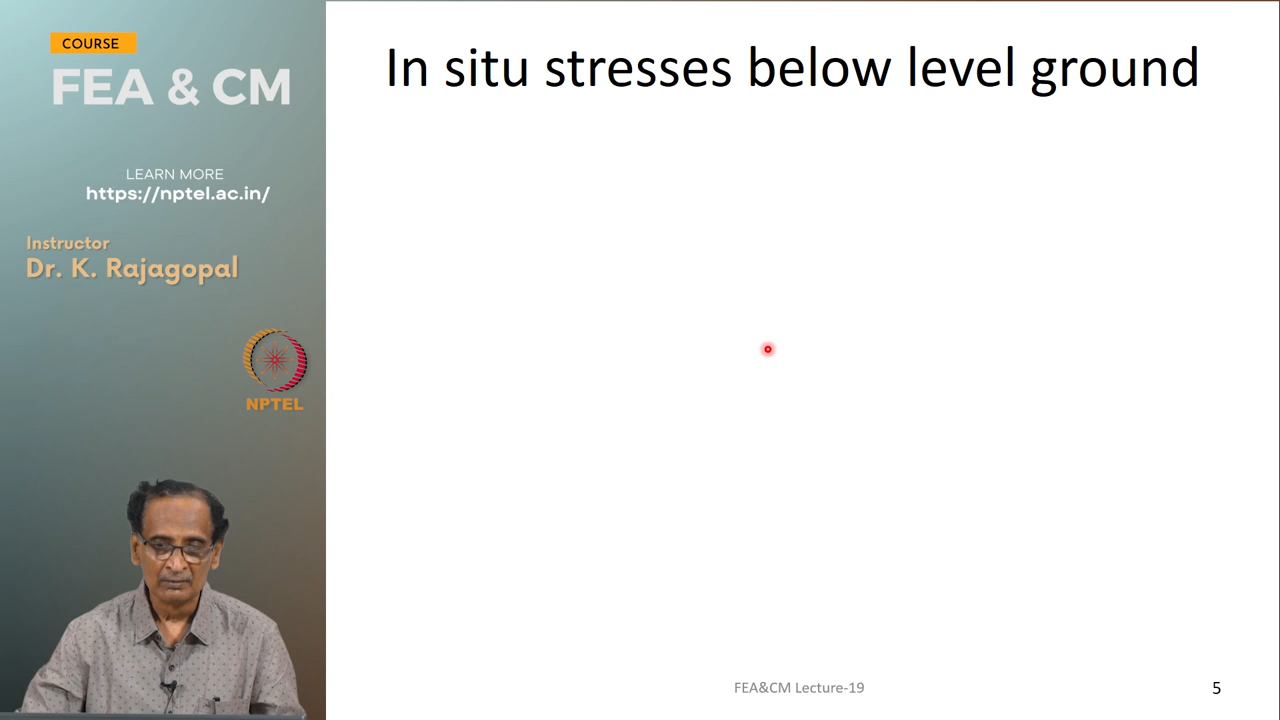 COURSE
FEA & CM
LEARN MORE
https://nptel.ac.in/
Instructor
Dr. K. Rajagopal
NPTEL
In situ stresses below level ground
FEA&CM Lecture-19
5